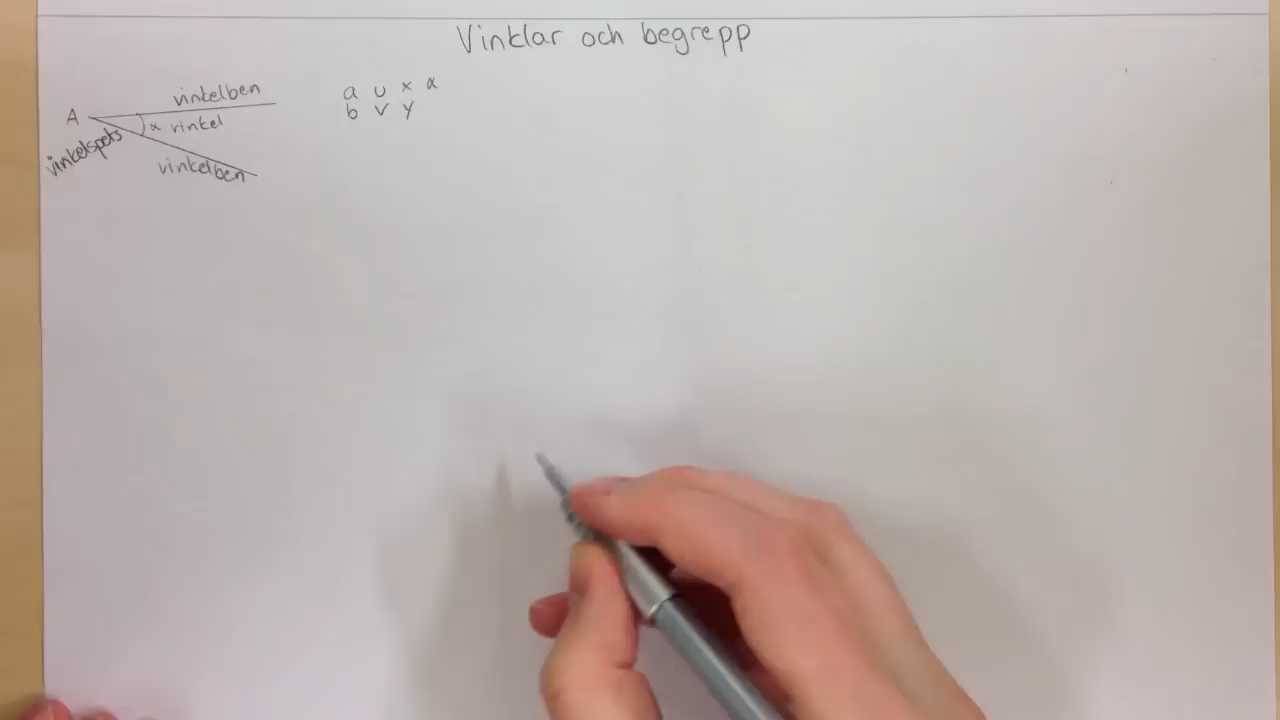 Vinklar och begrepp
vinkelben
A
α vinkel
vinkelspets
vinkelben
a u x α
b v y